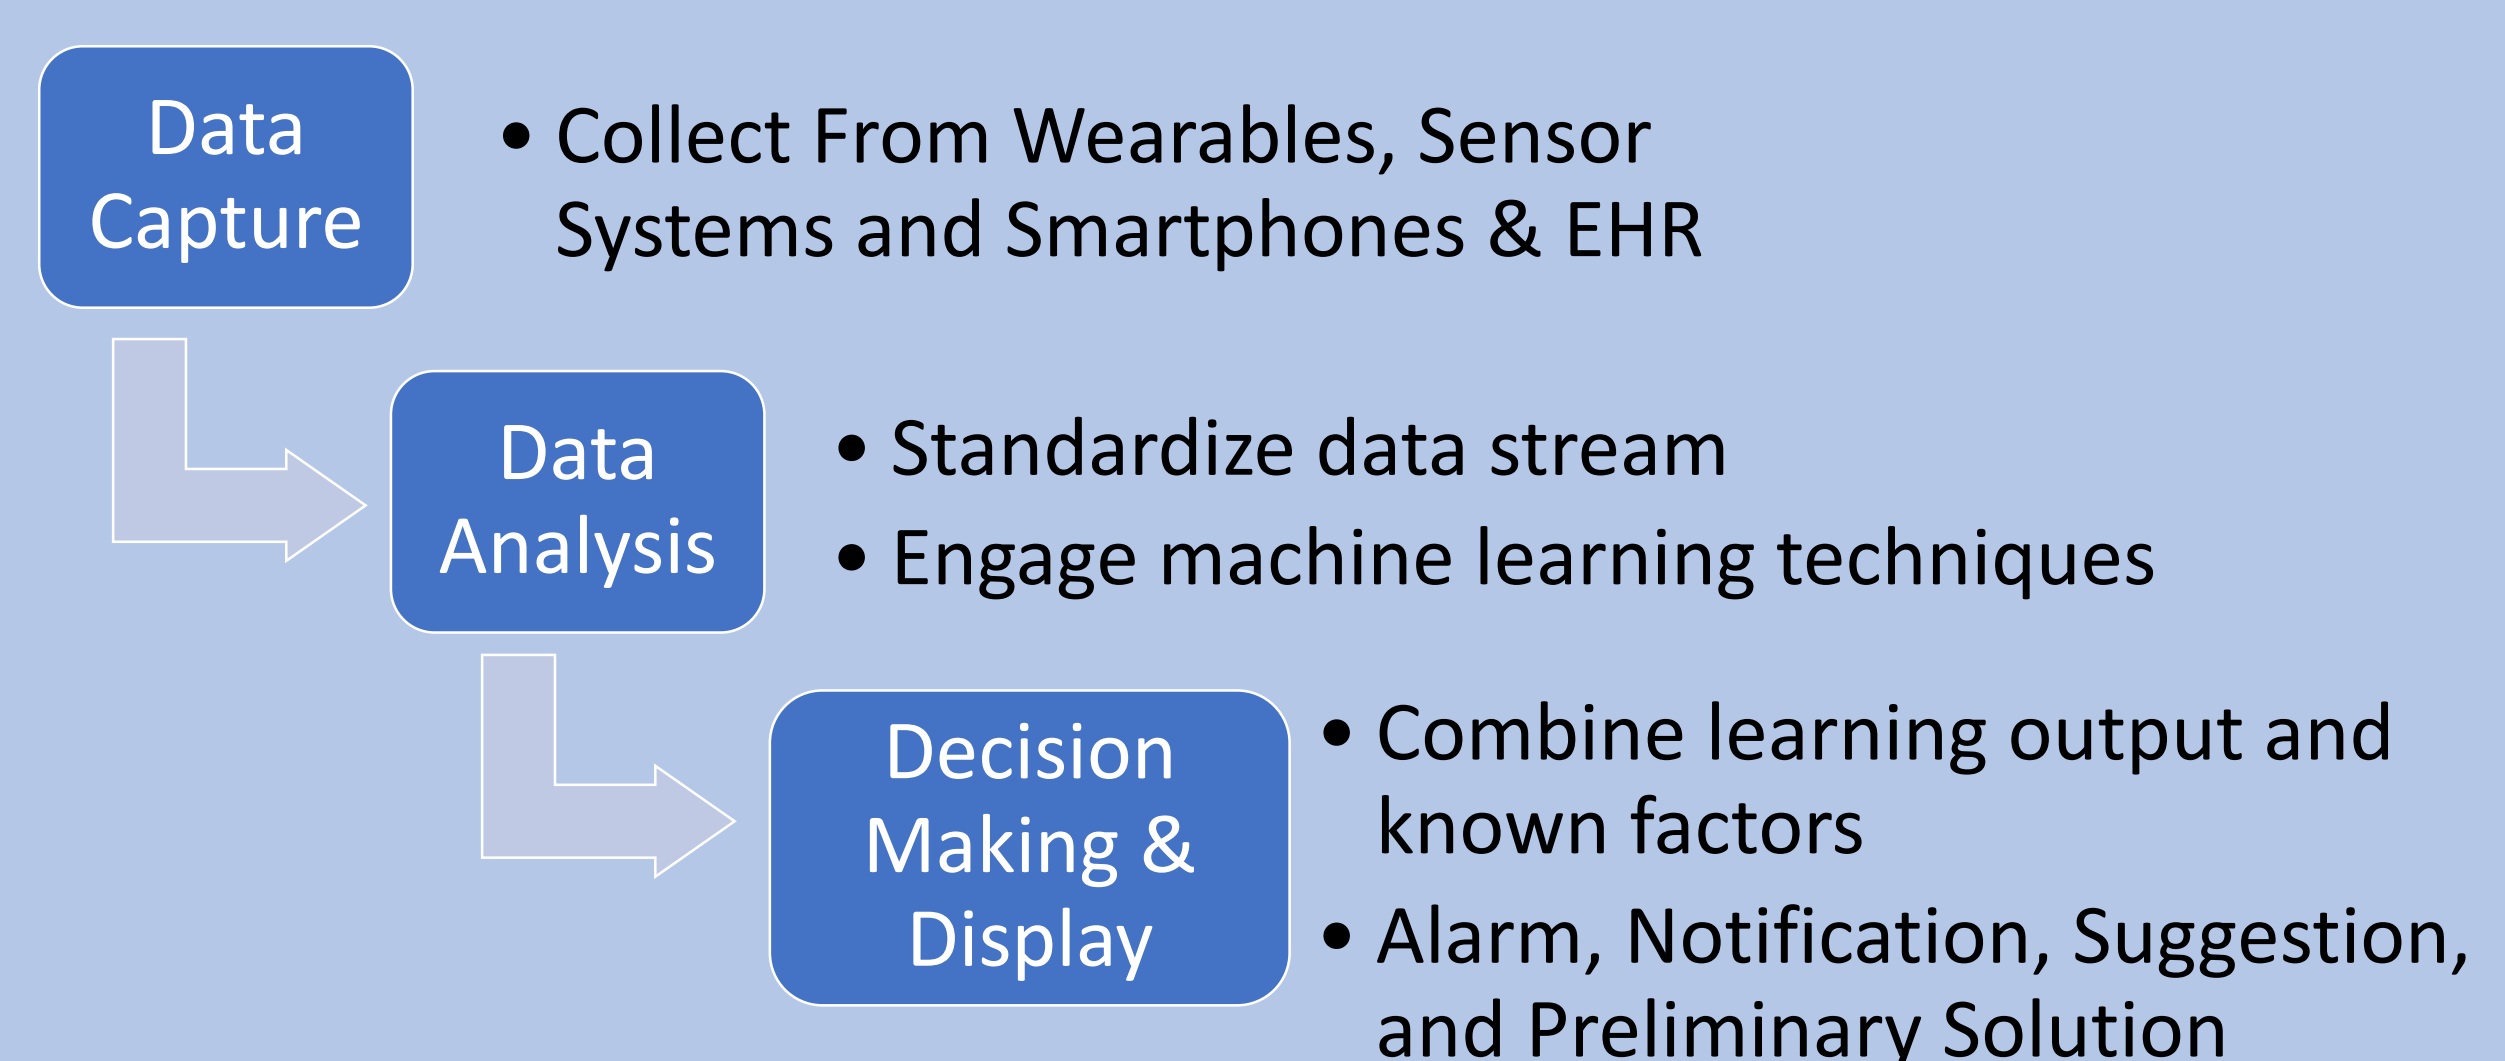 Data
Capture
• Collect From Wearables, Sensor
Systems and Smartphones & EHR
Data
Analysis
• Standardize data stream
• Engage machine learning techniques
Decision
Making &
Display
• Combine learning output and
known factors
• Alarm, Notification, Suggestion,
and Preliminary Solution